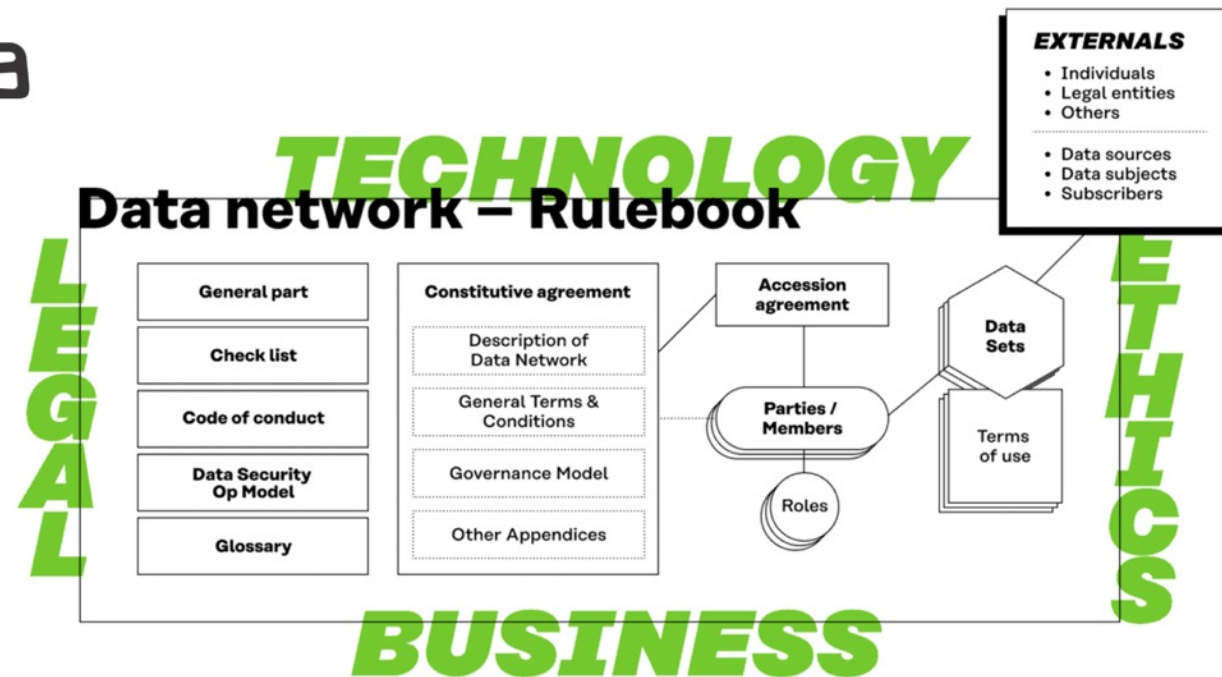 EXTERNALS
• Individuals
• Legal entities
• Others
• Data sources
• Data subjects
• Subscribers
TECHNOLOGY
Data network – Rulebook
LEGAL
General part
Check list
Code of conduct
Data Security
Op Model
Glossary
Constitutive agreement
Description of
Data Network
General Terms &
Conditions
Governance Model
Other Appendices
Accession
agreement
Parties /
Members
Roles
Data
Sets
Terms
of use
ETHICS
BUSINESS